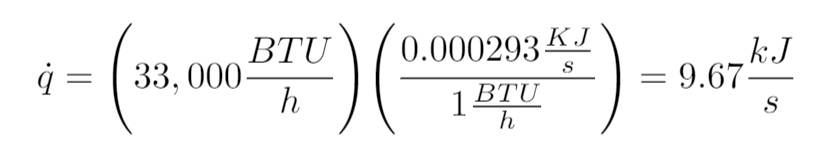 q̇ = (33,000 BTU/h) (0.000293 KJ/s / 1 BTU/h) = 9.67 kJ/s